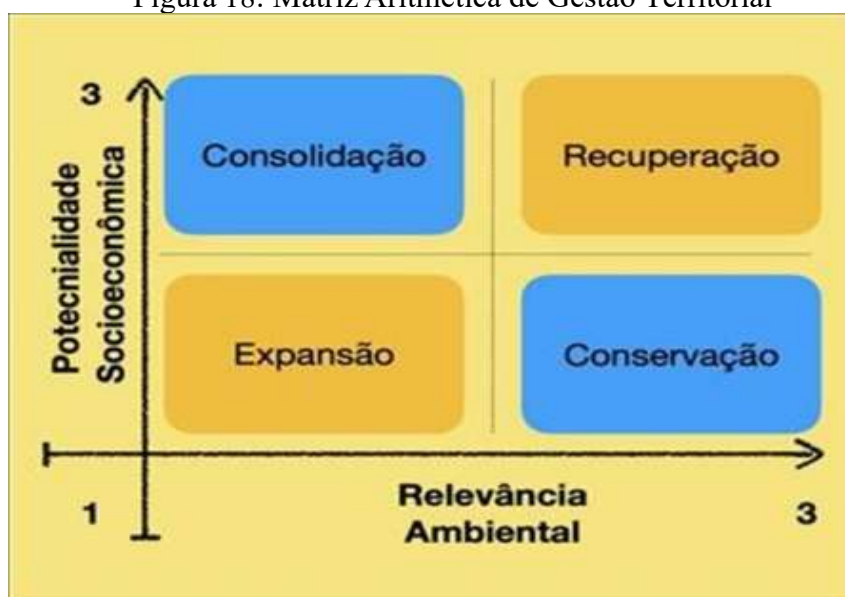 Figura 18: Matriz Aritmética de Gestão Territorial
3
Potecnialidade
Socioeconômica
Consolidação
Recuperação
Expansão
Conservação
1
Relevância
Ambiental
3